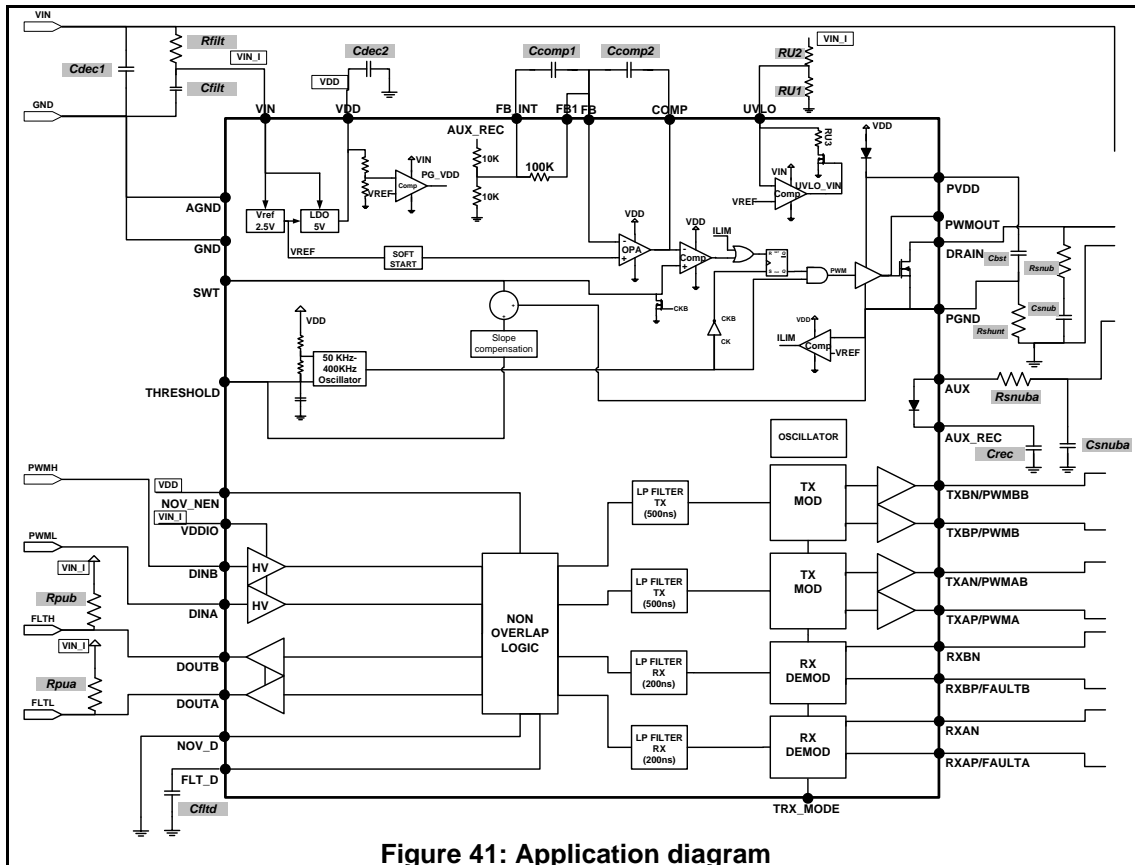 VIN
Rfilt
VIN_I
Cdec1
Cfilt
GND
Cdec2
VDD
Ccomp1
Ccomp2
VIN_I
RU2
RU1
VIN
VDD
FB_INT
FB1
FB
COMP
UVLO
AUX_REC
10K
10K
100K
VIN
Comp
PG_VDD
VREF
VDD
RU3
VIN
Comp
UVLO_VIN
VREF
AGND
Vref
2.5V
LDO
5V
VREF
SOFT
START
GND
VDD
-
OPA
+
VDD
-
Comp
+
ILIM
R
Q
S
Q
PWM
PVDD
PWMOUT
DRAIN
Cbst
Rsnub
Csnub
PGND
Rshunt
SWT
+
+
CKB
CKB
CK
Slope
compensation
VDD
ILIM
Comp
VREF
VDD
50 KHz-
400KHz
Oscillator
THRESHOLD
AUX
Rsnuba
AUX_REC
Crec
Csnuba
OSCILLATOR
PWMH
VDD
NOV_NEN
VIN_I
VDDIO
PWML
DINB
HV
VIN_I
Rpub
DINA
HV
FLTH
VIN_I
DOUTB
Rpua
DOUTA
FLTL
NOV_D
FLT_D
Cfltd
NON
OVERLAP
LOGIC
LP FILTER
TX
(500ns)
LP FILTER
TX
(500ns)
LP FILTER
RX
(200ns)
LP FILTER
RX
(200ns)
TX
MOD
TX
MOD
RX
DEMOD
RX
DEMOD
TXBN/PWMBB
TXBP/PWMB
TXAN/PWMAB
TXAP/PWMA
RXBN
RXBP/FAULTB
RXAN
RXAP/FAULTA
TRX_MODE
Figure 41: Application diagram